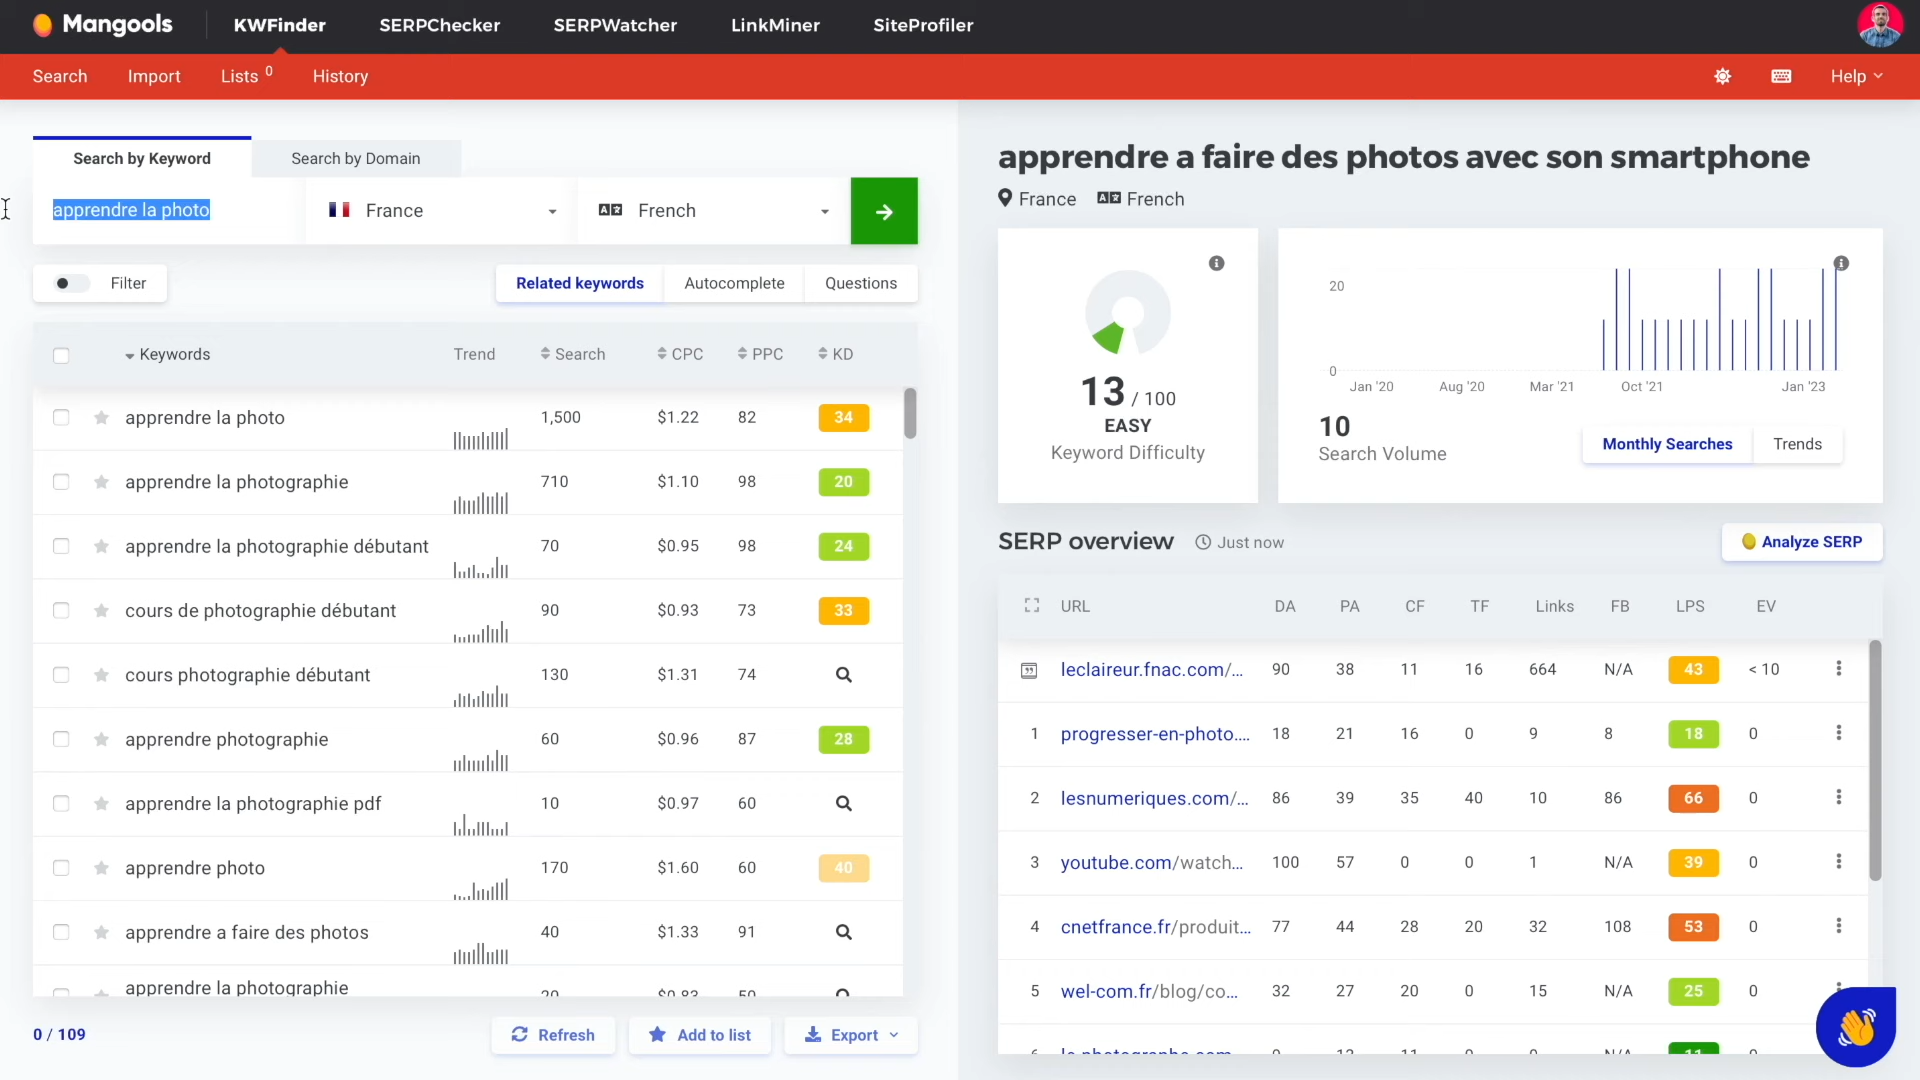 Mangools
KWFinder
SERPChecker
SERPWatcher
LinkMiner
SiteProfiler
Search
Import
Lists 0
History
Help
Search by Keyword
Search by Domain
apprendre la photo
France
French
Filter
Related keywords
Autocomplete
Questions
Keywords Trend Search CPC PPC KD
apprendre la photo 1,500 $1.22 82 34
apprendre la photographie 710 $1.10 98 20
apprendre la photographie débutant 70 $0.95 98 24
cours de photographie débutant 90 $0.93 73 33
cours photographie débutant 130 $1.31 74
apprendre photographie 60 $0.96 87 28
apprendre la photographie pdf 10 $0.97 60
apprendre photo 170 $1.60 60 40
apprendre a faire des photos 40 $1.33 91
apprendre la photographie
0 / 109
Refresh
Add to list
Export
apprendre a faire des photos avec son smartphone
France
French
13 / 100
EASY
Keyword Difficulty
20
0
Jan '20 Aug '20 Mar '21 Oct '21 Jan '23
10
Search Volume
Monthly Searches
Trends
SERP overview
Just now
Analyze SERP
URL DA PA CF TF Links FB LPS EV
leclaireur.fnac.com/... 90 38 11 16 664 N/A 43 < 10
1 progresser-en-photo.... 18 21 16 0 9 8 18 0
2 lesnumeriques.com/... 86 39 35 40 10 86 66 0
3 youtube.com/watch... 100 57 0 0 1 N/A 39 0
4 cnetfrance.fr/produit... 77 44 28 20 32 108 53 0
5 wel-com.fr/blog/co... 32 27 20 0 15 N/A 25 0